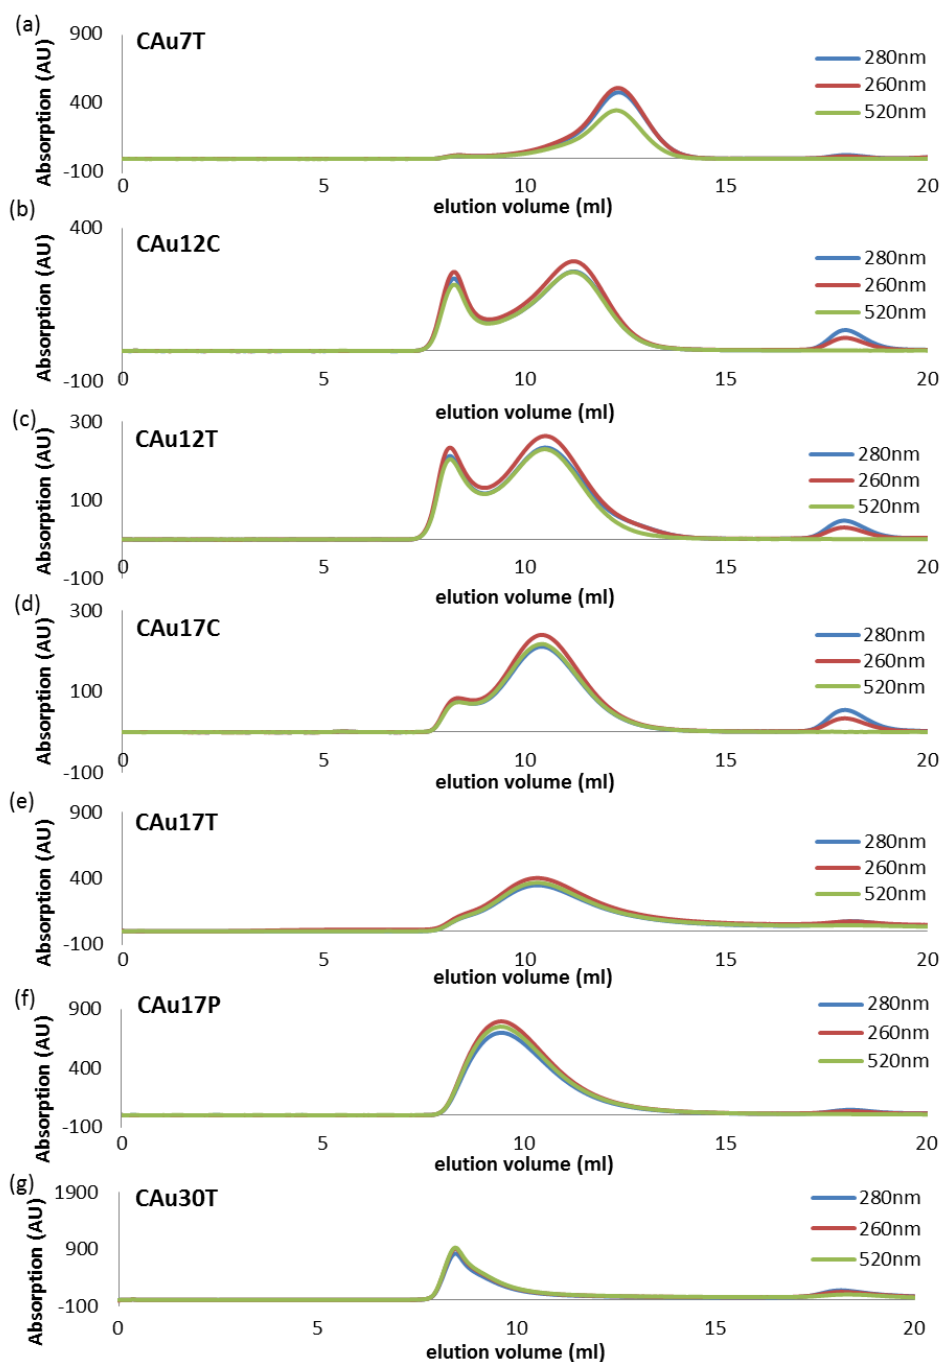 (a)
CAu7T
Absorption (AU)
900
400
-100
0 5 10 15 20
elution volume (ml)
280nm
260nm
520nm
(b)
CAu12C
Absorption (AU)
400
-100
0 5 10 15 20
elution volume (ml)
280nm
260nm
520nm
(c)
CAu12T
Absorption (AU)
300
100
-100
0 5 10 15 20
elution volume (ml)
280nm
260nm
520nm
(d)
CAu17C
Absorption (AU)
300
100
-100
0 5 10 15 20
elution volume (ml)
280nm
260nm
520nm
(e)
CAu17T
Absorption (AU)
900
400
-100
0 5 10 15 20
elution volume (ml)
280nm
260nm
520nm
(f)
CAu17P
Absorption (AU)
900
400
-100
0 5 10 15 20
elution volume (ml)
280nm
260nm
520nm
(g)
CAu30T
Absorption (AU)
1900
900
-100
0 5 10 15 20
elution volume (ml)
280nm
260nm
520nm